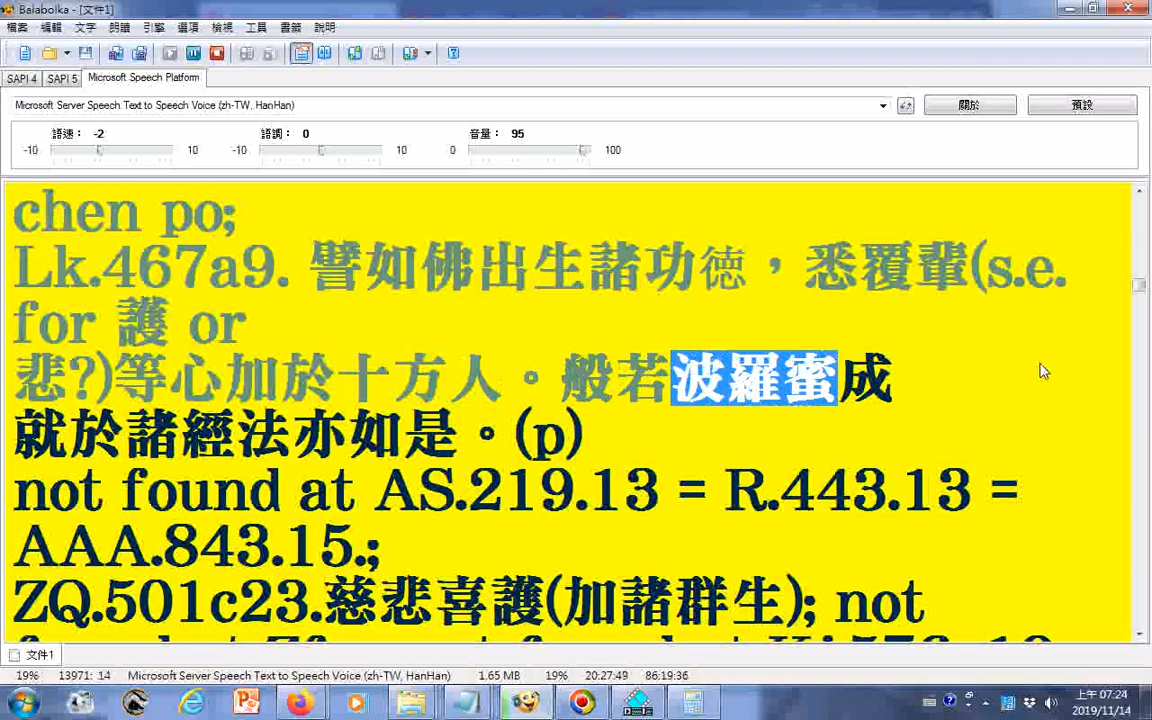 Balabolka - [文件1]
檔案 編輯 文字 朗讀 引擎 選項 檢視 工具 書籤 說明
SAPI 4 SAPI 5 Microsoft Speech Platform
Microsoft Server Speech Text to Speech Voice (zh-TW, HanHan) 關於 預設
語速： -2 語調： 0 音量： 95
-10 10 -10 10 0 100
chen po;
Lk.467a9. 譬如佛出生諸功徳，悉覆輩(s.e.
for 護 or
悲?)等心加於十方人。般若波羅蜜成
就於諸經法亦如是。(p)
not found at AS.219.13 = R.443.13 =
AAA.843.15.;
ZQ.501c23.慈悲喜護(加諸群生); not
文件1
19% 13971: 14 Microsoft Server Speech Text to Speech Voice (zh-TW, HanHan) 1.65 MB 19% 20:27:49 86:19:36
上午 07:24
2019/11/14